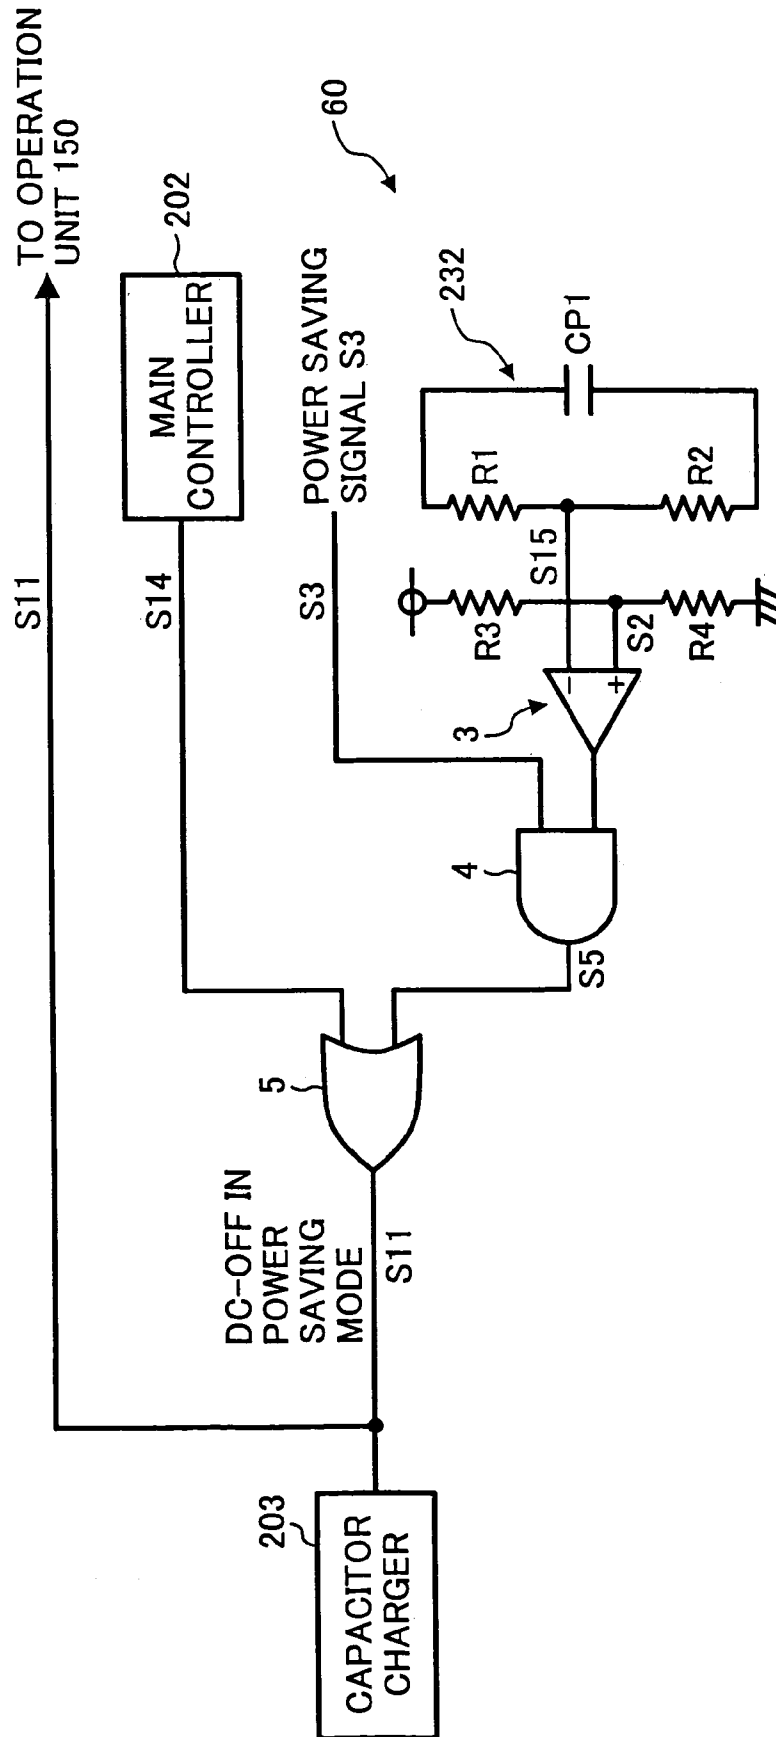 203
CAPACITOR
CHARGER
DC-OFF IN
POWER
SAVING
MODE
S11
5
S11
TO OPERATION
UNIT 150
S14
MAIN
CONTROLLER
202
S3
POWER SAVING
SIGNAL S3
60
4
S5
3
−
+
S15
S2
R3
R4
R1
R2
232
CP1